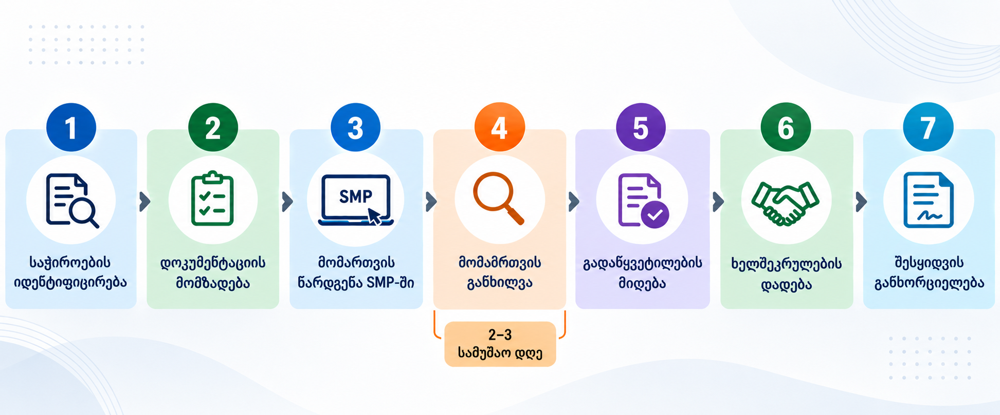 1
საჭიროების
იდენტიფიცირება
2
დოკუმენტაციის
მომზადება
3
SMP
მომართვის
წარდგენა SMP-ში
4
მომამრთვის
განხილვა
2–3
სამუშაო დღე
5
გადაწყვეტილების
მიღება
6
ხელშეკრულების
დადება
7
შესყიდვის
განხორციელება